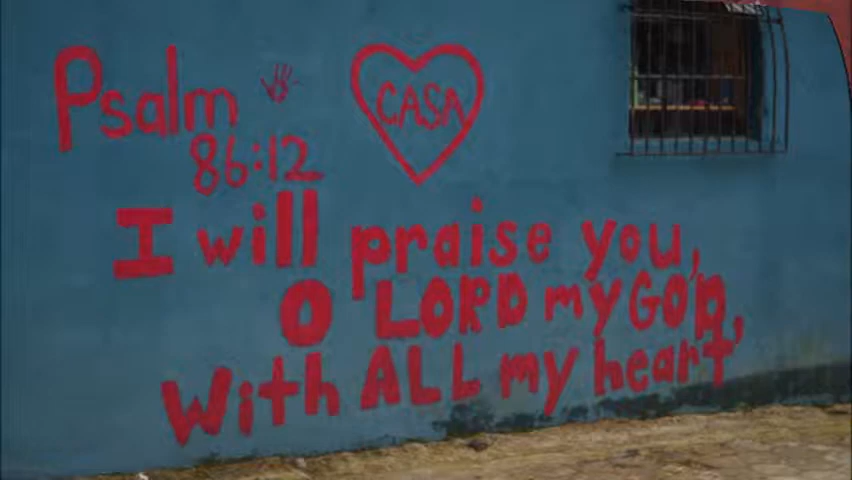 Psalm
86:12
CASA
I will praise you,
O LORD my GOD,
With ALL my heart